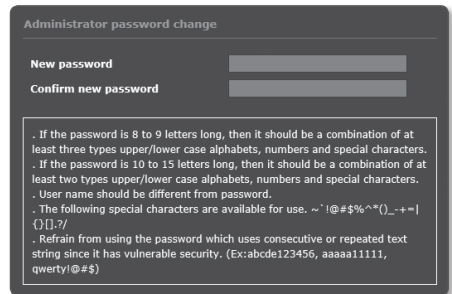 Administrator password change
New password
Confirm new password
. If the password is 8 to 9 letters long, then it should be a combination of at
least three types upper/lower case alphabets, numbers and special characters.
. If the password is 10 to 15 letters long, then it should be a combination of at
least two types upper/lower case alphabets, numbers and special characters.
. User name should be different from password.
. The following special characters are available for use. ~`!@#$%^*()_-+=|
{}[].?/
. Refrain from using the password which uses consecutive or repeated text
string since it has vulnerable security. (Ex:abcde123456, aaaaa11111,
qwerty!@#$)